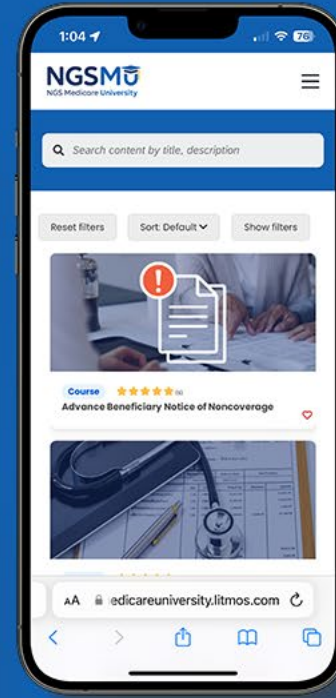 1:04
76
NGSMU
NGS Medicare University
Search content by title, description
Reset filters
Sort: Default
Show filters
Course
Advance Beneficiary Notice of Noncoverage
AA
edicareuniversity.litmos.com